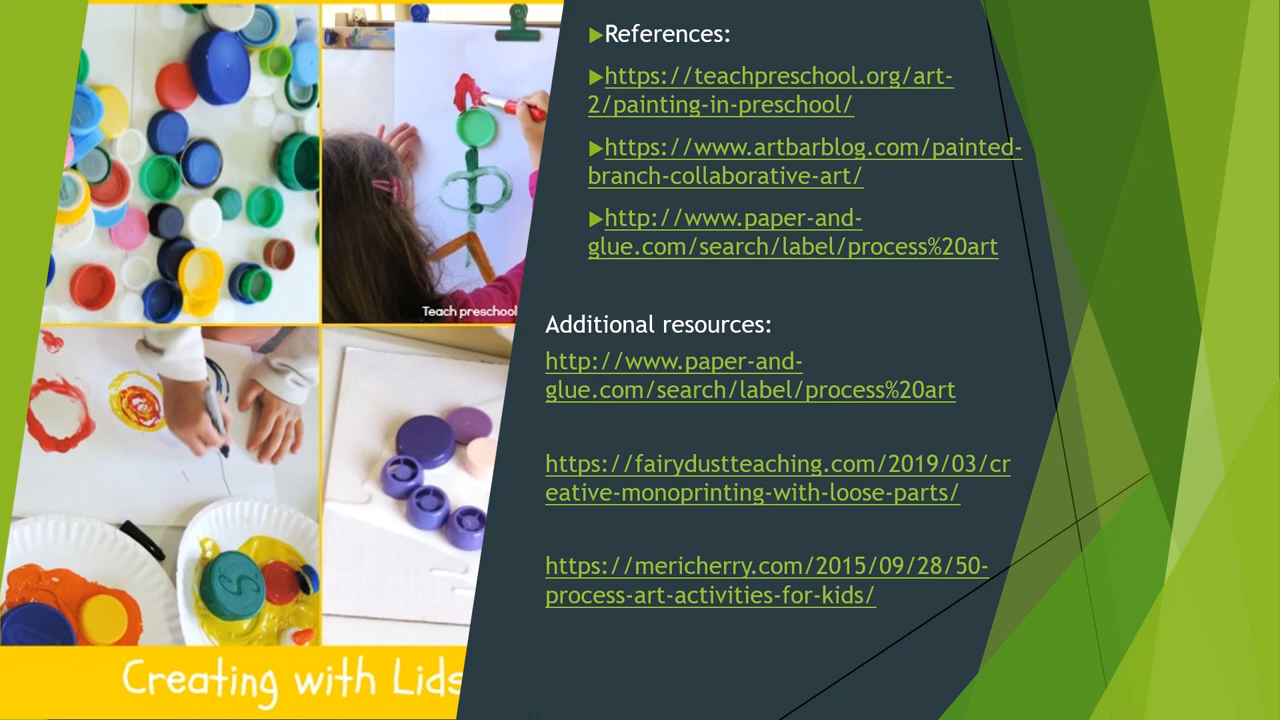 References:
https://teachpreschool.org/art-
2/painting-in-preschool/
https://www.artbarblog.com/painted-
branch-collaborative-art/
http://www.paper-and-
glue.com/search/label/process%20art
Additional resources:
http://www.paper-and-
glue.com/search/label/process%20art
https://fairydustteaching.com/2019/03/cr
eative-monoprinting-with-loose-parts/
https://mericherry.com/2015/09/28/50-
process-art-activities-for-kids/
Teach preschool
Creating with Lids